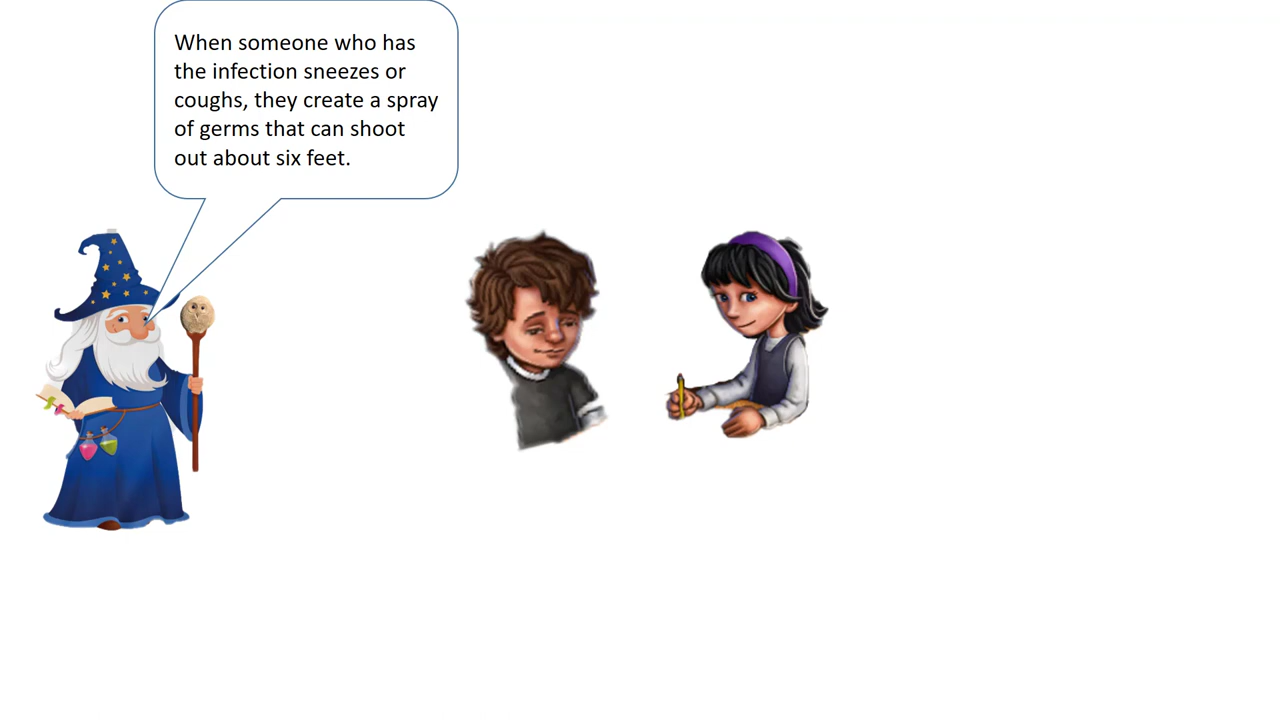 When someone who has
the infection sneezes or
coughs, they create a spray
of germs that can shoot
out about six feet.